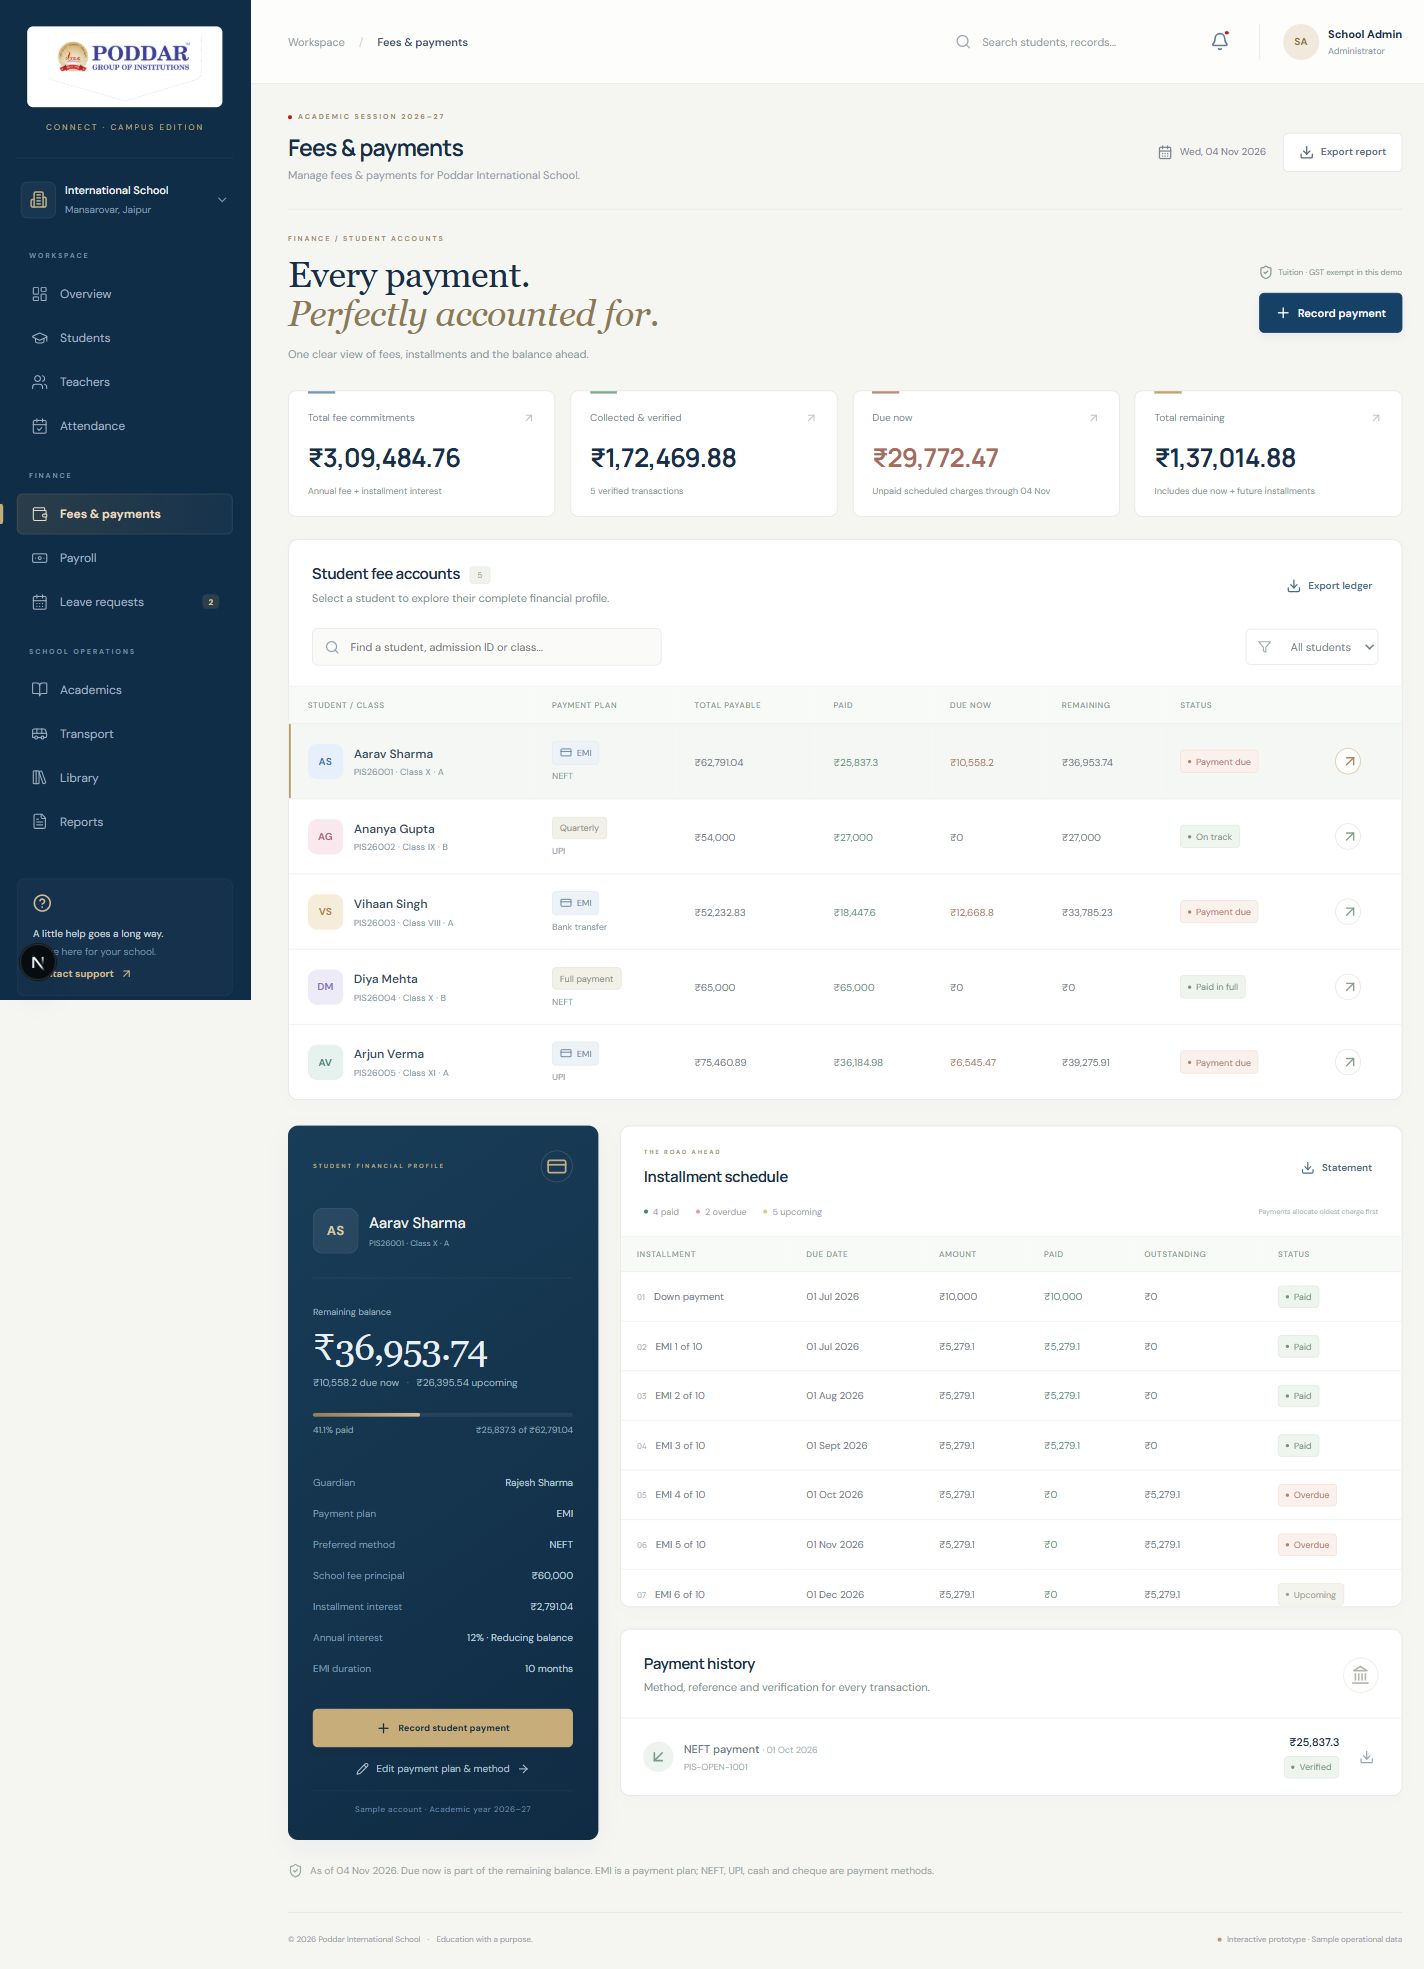 PODDAR
GROUP OF INSTITUTIONS
CONNECT · CAMPUS EDITION
International School
Mansarovar, Jaipur
WORKSPACE
Overview
Students
Teachers
Attendance
FINANCE
Fees & payments
Payroll
Leave requests 2
SCHOOL OPERATIONS
Academics
Transport
Library
Reports
A little help goes a long way.
e here for your school.
tact support
N
Workspace / Fees & payments
Search students, records...
SA
School Admin
Administrator
ACADEMIC SESSION 2026–27
Fees & payments
Manage fees & payments for Poddar International School.
Wed, 04 Nov 2026
Export report
FINANCE / STUDENT ACCOUNTS
Every payment.
Perfectly accounted for.
One clear view of fees, installments and the balance ahead.
Tuition · GST exempt in this demo
Record payment
Total fee commitments
₹3,09,484.76
Annual fee + installment interest
Collected & verified
₹1,72,469.88
5 verified transactions
Due now
₹29,772.47
Unpaid scheduled charges through 04 Nov
Total remaining
₹1,37,014.88
Includes due now + future installments
Student fee accounts 5
Select a student to explore their complete financial profile.
Export ledger
Find a student, admission ID or class...
All students
STUDENT / CLASS PAYMENT PLAN TOTAL PAYABLE PAID DUE NOW REMAINING STATUS
AS Aarav Sharma PIS26001 · Class X · A EMI NEFT ₹62,791.04 ₹25,837.3 ₹10,558.2 ₹36,953.74 Payment due
AG Ananya Gupta PIS26002 · Class IX · B Quarterly UPI ₹54,000 ₹27,000 ₹0 ₹27,000 On track
VS Vihaan Singh PIS26003 · Class VIII · A EMI Bank transfer ₹52,232.83 ₹18,447.6 ₹12,668.8 ₹33,785.23 Payment due
DM Diya Mehta PIS26004 · Class X · B Full payment NEFT ₹65,000 ₹65,000 ₹0 ₹0 Paid in full
AV Arjun Verma PIS26005 · Class XI · A EMI UPI ₹75,460.89 ₹36,184.98 ₹6,545.47 ₹39,275.91 Payment due
STUDENT FINANCIAL PROFILE
AS
Aarav Sharma
PIS26001 · Class X · A
Remaining balance
₹36,953.74
₹10,558.2 due now · ₹26,395.54 upcoming
41.1% paid ₹25,837.3 of ₹62,791.04
Guardian Rajesh Sharma
Payment plan EMI
Preferred method NEFT
School fee principal ₹60,000
Installment interest ₹2,791.04
Annual interest 12% · Reducing balance
EMI duration 10 months
Record student payment
Edit payment plan & method
Sample account · Academic year 2026–27
THE ROAD AHEAD
Installment schedule
Statement
4 paid 2 overdue 5 upcoming
Payments allocate oldest charge first
INSTALLMENT DUE DATE AMOUNT PAID OUTSTANDING STATUS
01 Down payment 01 Jul 2026 ₹10,000 ₹10,000 ₹0 Paid
02 EMI 1 of 10 01 Jul 2026 ₹5,279.1 ₹5,279.1 ₹0 Paid
03 EMI 2 of 10 01 Aug 2026 ₹5,279.1 ₹5,279.1 ₹0 Paid
04 EMI 3 of 10 01 Sept 2026 ₹5,279.1 ₹5,279.1 ₹0 Paid
05 EMI 4 of 10 01 Oct 2026 ₹5,279.1 ₹0 ₹5,279.1 Overdue
06 EMI 5 of 10 01 Nov 2026 ₹5,279.1 ₹0 ₹5,279.1 Overdue
07 EMI 6 of 10 01 Dec 2026 ₹5,279.1 ₹0 ₹5,279.1 Upcoming
Payment history
Method, reference and verification for every transaction.
NEFT payment · 01 Oct 2026
PIS-OPEN-1001
₹25,837.3
Verified
As of 04 Nov 2026. Due now is part of the remaining balance. EMI is a payment plan; NEFT, UPI, cash and cheque are payment methods.
© 2026 Poddar International School · Education with a purpose.
Interactive prototype · Sample operational data